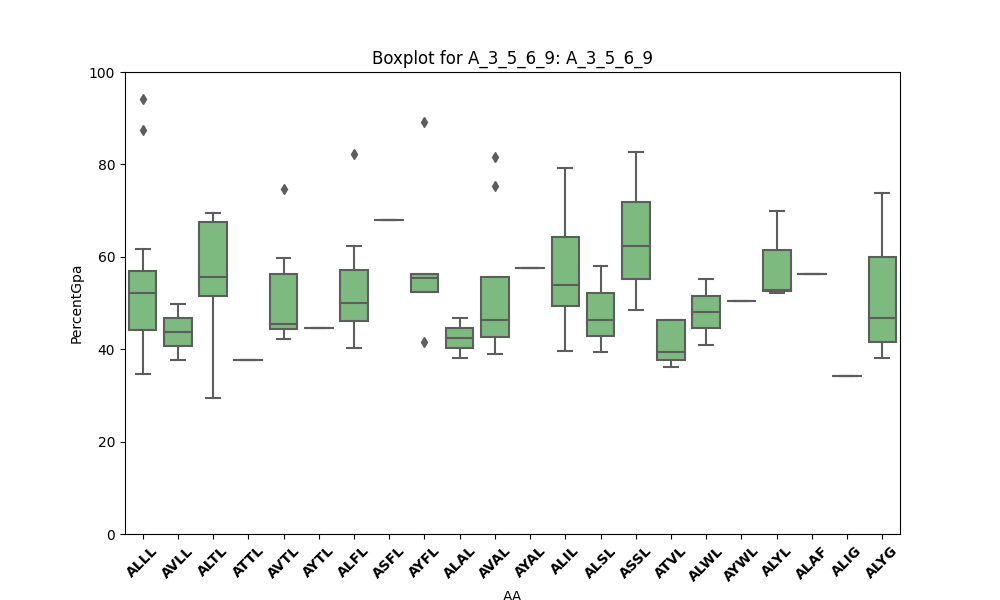 Boxplot for A_3_5_6_9: A_3_5_6_9
100
80
60
40
20
0
PercentGpa
ALLL
AVLL
ALTL
ATTL
AVTL
AYTL
ALFL
ASFL
AYFL
ALAL
AVAL
AYAL
ALIL
ALSL
ASSL
ATVL
ALWL
AYWL
ALYL
ALAF
ALIG
ALYG
AA